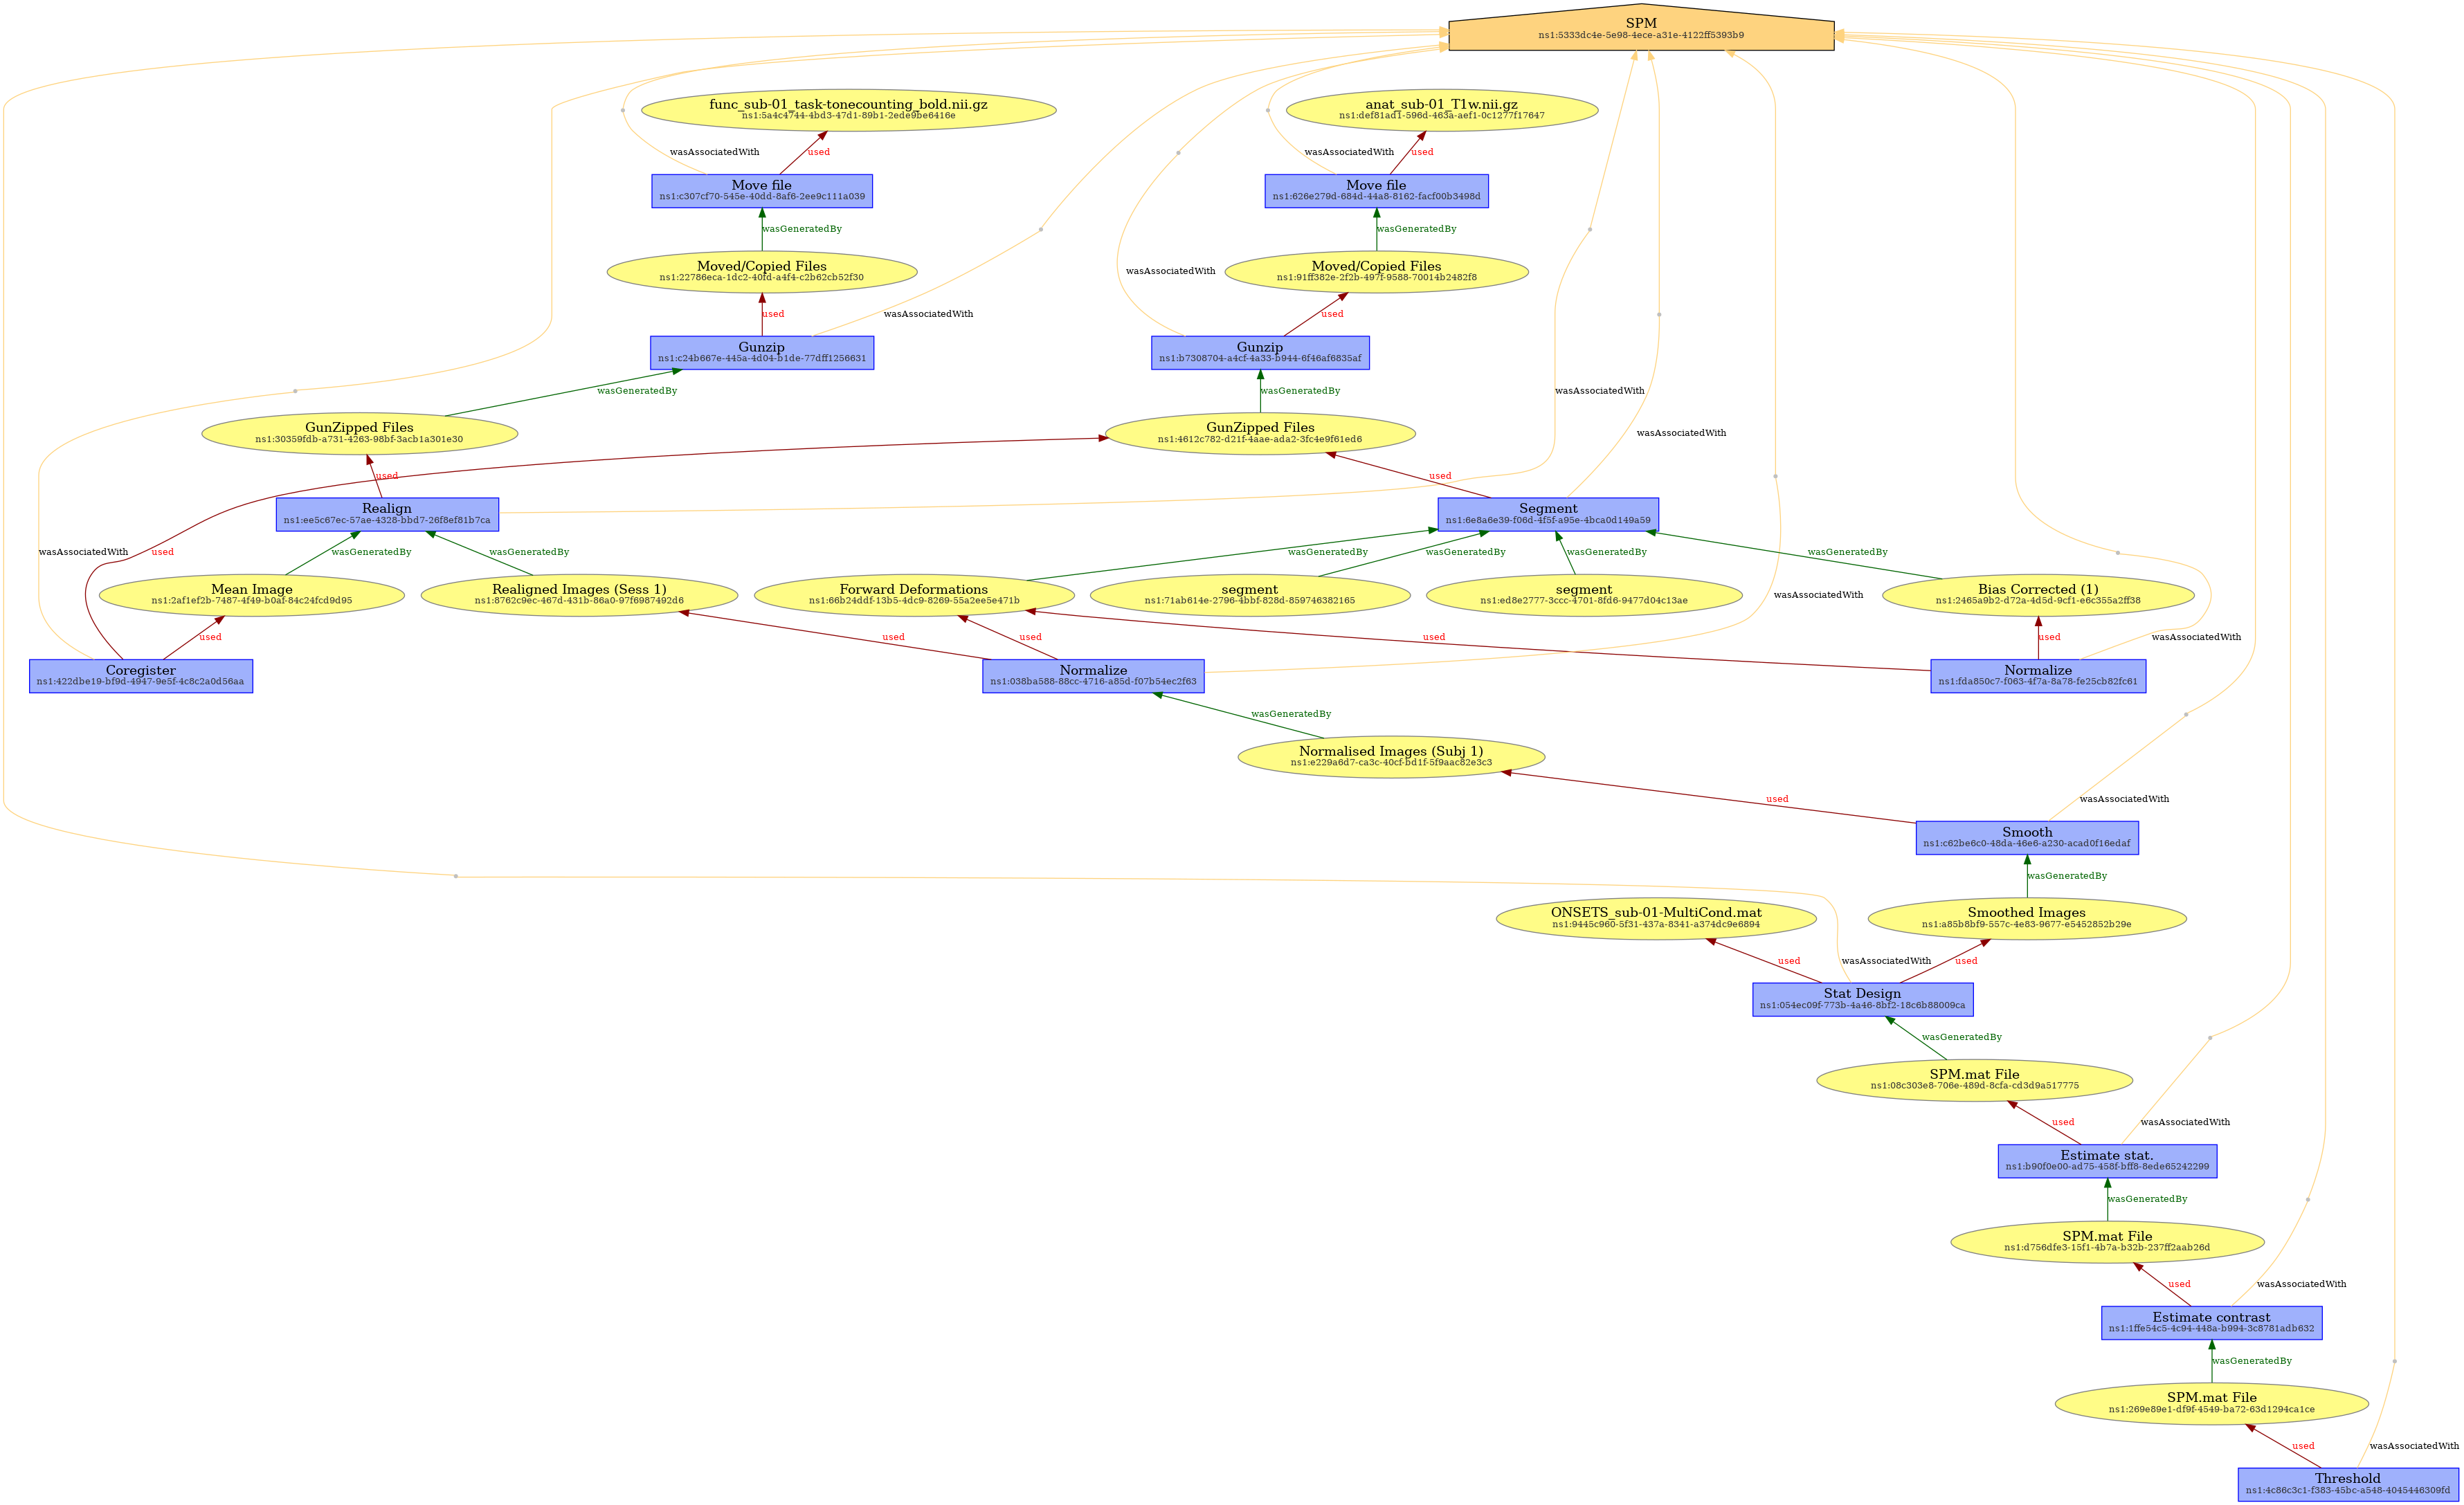 SPM
ns1:5333dc4e-5e98-4ece-a31e-4122ff5393b9
func_sub-01_task-tonecounting_bold.nii.gz
ns1:5a4c4744-4bd3-47d1-89b1-2ede9be6416e
anat_sub-01_T1w.nii.gz
ns1:def81ad1-596d-463a-aef1-0c1277f17647
wasAssociatedWith
used
wasAssociatedWith
used
Move file
ns1:c307cf70-545e-40dd-8af6-2ee9c111a039
Move file
ns1:626e279d-684d-44a8-8162-facf00b3498d
wasGeneratedBy
wasGeneratedBy
Moved/Copied Files
ns1:22786eca-1dc2-40fd-a4f4-c2b62cb52f30
wasAssociatedWith
Moved/Copied Files
ns1:91ff382e-2f2b-497f-9588-70014b2482f8
used
wasAssociatedWith
used
Gunzip
ns1:c24b667e-445a-4d04-b1de-77dff1256631
Gunzip
ns1:b7308704-a4cf-4a33-b944-6f46af6835af
wasGeneratedBy
wasGeneratedBy
wasAssociatedWith
GunZipped Files
ns1:30359fdb-a731-4263-98bf-3acb1a301e30
GunZipped Files
ns1:4612c782-d21f-4aae-ada2-3fc4e9f61ed6
wasAssociatedWith
used
used
Realign
ns1:ee5c67ec-57ae-4328-bbd7-26f8ef81b7ca
Segment
ns1:6e8a6e39-f06d-4f5f-a95e-4bca0d149a59
wasAssociatedWith
used
wasGeneratedBy
wasGeneratedBy
wasGeneratedBy
wasGeneratedBy
wasGeneratedBy
wasGeneratedBy
Mean Image
ns1:2af1ef2b-7487-4f49-b0af-84c24fcd9d95
Realigned Images (Sess 1)
ns1:8762c9ec-467d-431b-86a0-97f6987492d6
Forward Deformations
ns1:66b24ddf-13b5-4dc9-8269-55a2ee5e471b
segment
ns1:71ab614e-2796-4bbf-828d-859746382165
segment
ns1:ed8e2777-3ccc-4701-8fd6-9477d04c13ae
wasAssociatedWith
Bias Corrected (1)
ns1:2465a9b2-d72a-4d5d-9cf1-e6c355a2ff38
used
used
used
used
used
wasAssociatedWith
Coregister
ns1:422dbe19-bf9d-4947-9e5f-4c8c2a0d56aa
Normalize
ns1:038ba588-88cc-4716-a85d-f07b54ec2f63
Normalize
ns1:fda850c7-f063-4f7a-8a78-fe25cb82fc61
wasGeneratedBy
Normalised Images (Subj 1)
ns1:e229a6d7-ca3c-40cf-bd1f-5f9aac82e3c3
used
wasAssociatedWith
Smooth
ns1:c62be6c0-48da-46e6-a230-acad0f16edaf
wasGeneratedBy
ONSETS_sub-01-MultiCond.mat
ns1:9445c960-5f31-437a-8341-a374dc9e6894
Smoothed Images
ns1:a85b8bf9-557c-4e83-9677-e5452852b29e
used
wasAssociatedWith
used
Stat Design
ns1:054ec09f-773b-4a46-8bf2-18c6b88009ca
wasGeneratedBy
SPM.mat File
ns1:08c303e8-706e-489d-8cfa-cd3d9a517775
used
wasAssociatedWith
Estimate stat.
ns1:b90f0e00-ad75-458f-bff8-8ede65242299
wasGeneratedBy
SPM.mat File
ns1:d756dfe3-15f1-4b7a-b32b-237ff2aab26d
used
wasAssociatedWith
Estimate contrast
ns1:1ffe54c5-4c94-448a-b994-3c8781adb632
wasGeneratedBy
SPM.mat File
ns1:269e89e1-df9f-4549-ba72-63d1294ca1ce
used
wasAssociatedWith
Threshold
ns1:4c86c3c1-f383-45bc-a548-4045446309fd